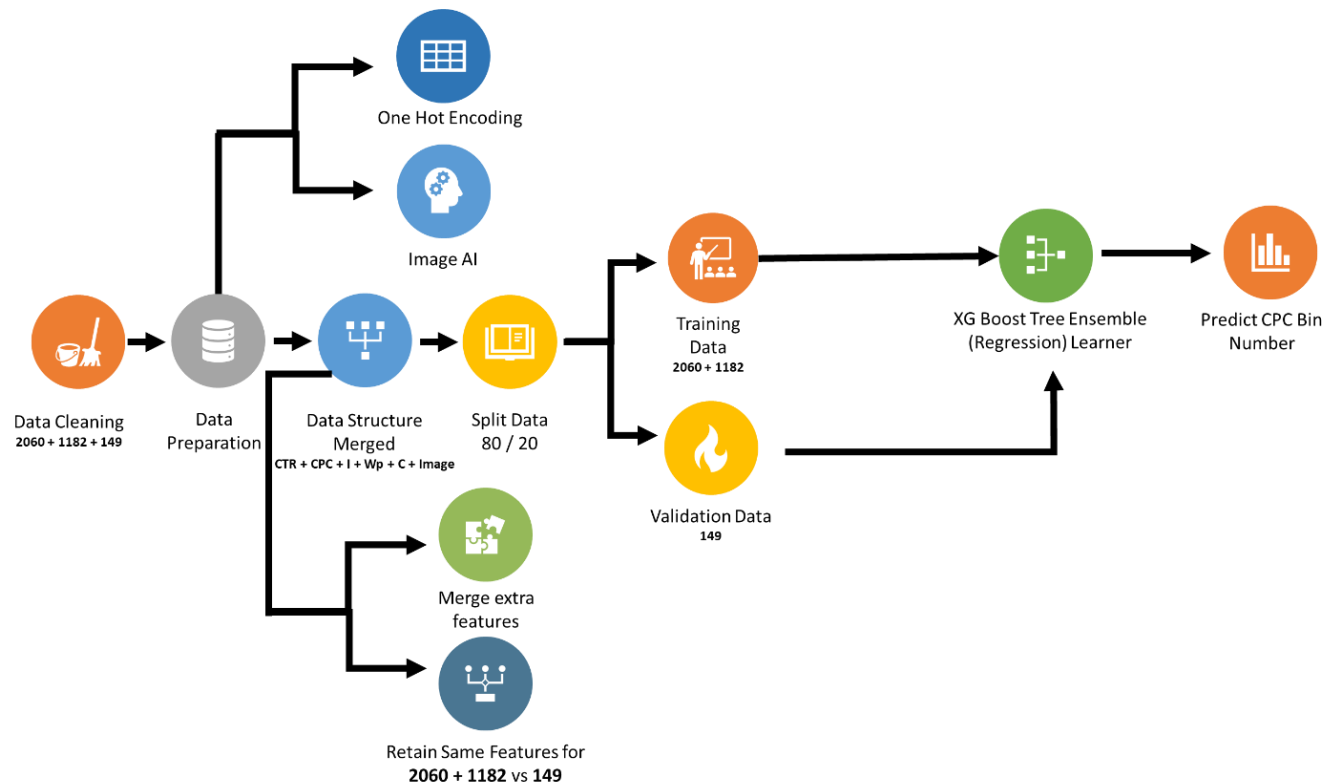 One Hot Encoding
Image AI
Data Cleaning
2060 + 1182 + 149
Data
Preparation
Data Structure
Merged
CTR + CPC + I + Wp + C + Image
Split Data
80 / 20
Training
Data
2060 + 1182
XG Boost Tree Ensemble
(Regression) Learner
Predict CPC Bin
Number
Validation Data
149
Merge extra
features
Retain Same Features for
2060 + 1182 vs 149